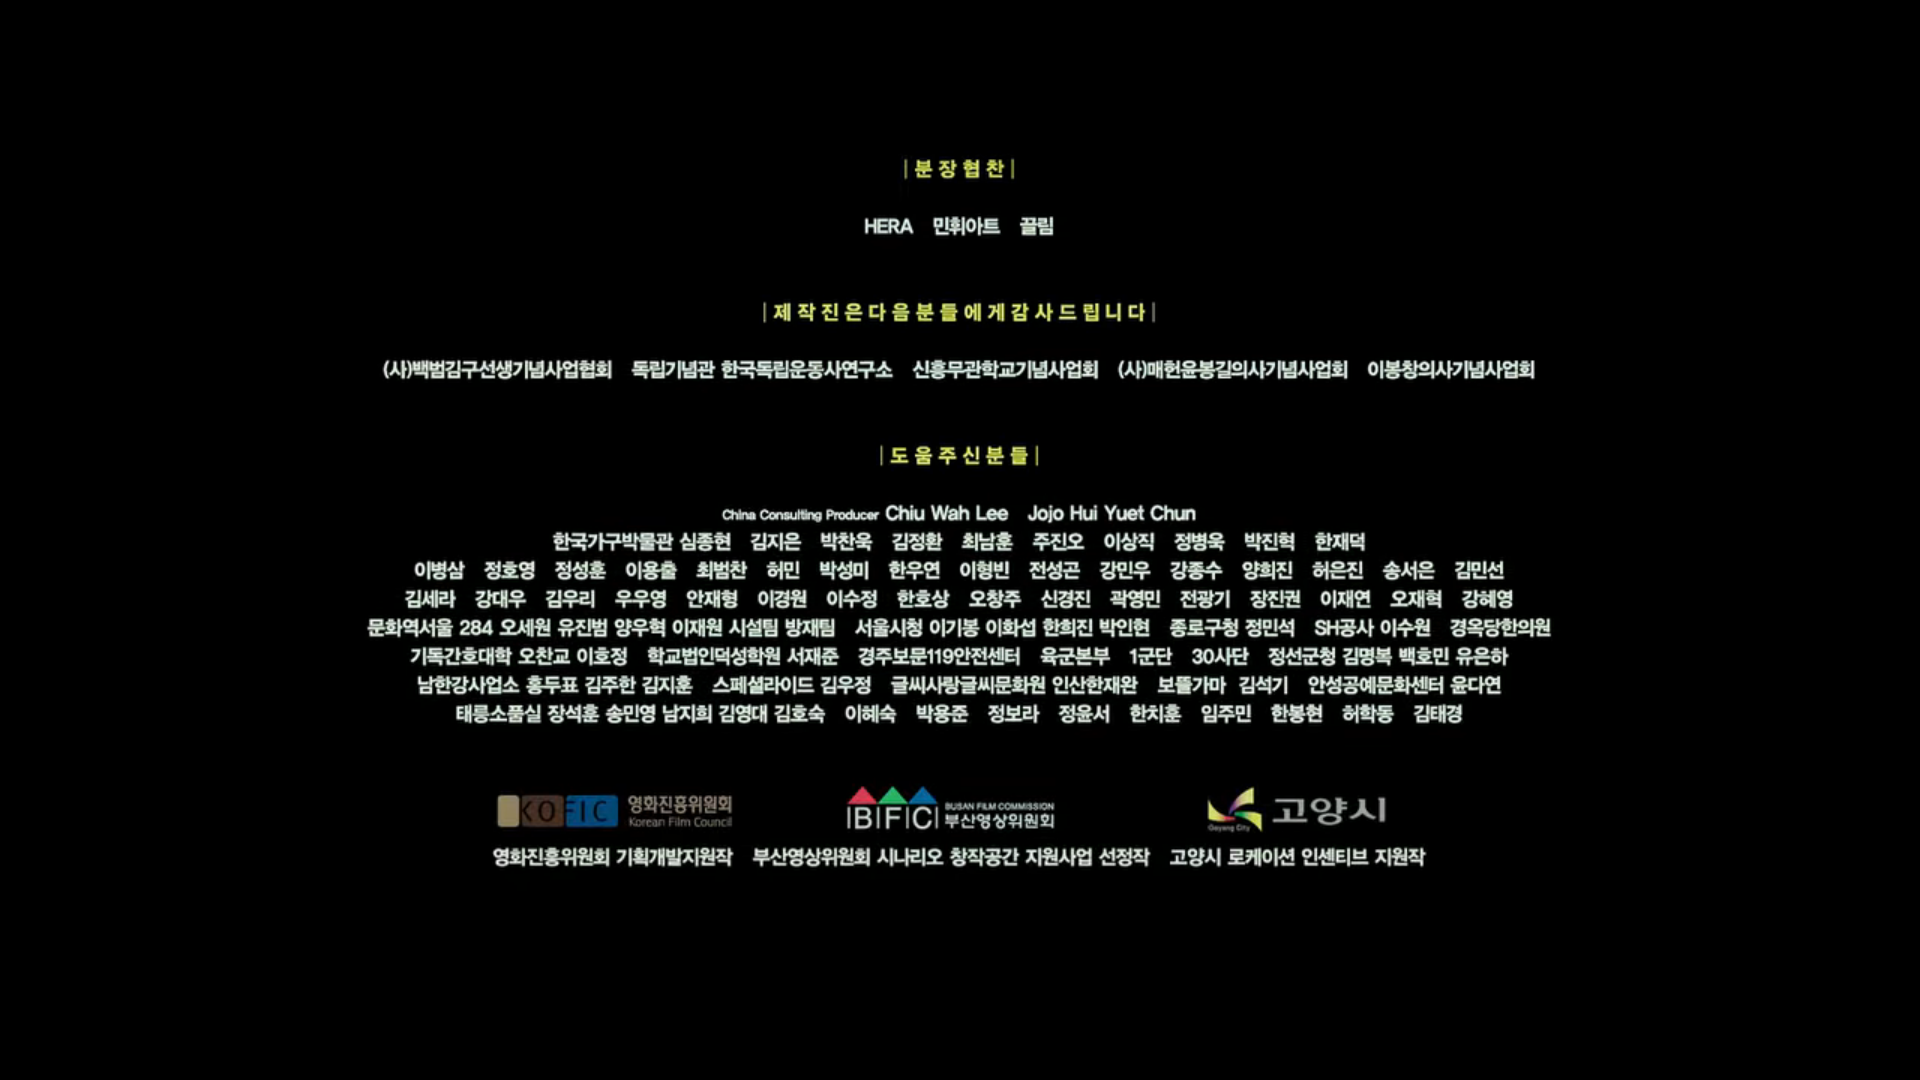 |분장협찬|
HERA 민휘아트 끌림
|제작진은다음분들에게감사드립니다|
(사)백범김구선생기념사업협회 독립기념관 한국독립운동사연구소 신흥무관학교기념사업회 (사)매헌윤봉길의사기념사업회 이봉창의사기념사업회
|도움주신분들|
China Consulting Producer Chiu Wah Lee Jojo Hui Yuet Chun
한국가구박물관 심종현 김지은 박찬욱 김정환 최남훈 주진오 이상직 정병욱 박진혁 한재덕
이병삼 정호영 정성훈 이용출 최범찬 허민 박성미 한우연 이형빈 전성곤 강민우 강종수 양희진 허은진 송서은 김민선
김세라 강대우 김우리 우우영 안재형 이경원 이수정 한호상 오창주 신경진 곽영민 전광기 장진권 이재연 오재혁 강혜영
문화역서울 284 오세원 유진범 양우혁 이재원 시설팀 방재팀 서울시청 이기봉 이화섭 한희진 박인현 종로구청 정민석 SH공사 이수원 경옥당한의원
기독간호대학 오찬교 이호정 학교법인덕성학원 서재준 경주보문119안전센터 육군본부 1군단 30사단 정선군청 김명복 백호민 유은하
남한강사업소 홍두표 김주한 김지훈 스페셜라이드 김우정 글씨사랑글씨문화원 인산한재완 보뜰가마 김석기 안성공예문화센터 윤다연
태릉소품실 장석훈 송민영 남지희 김영대 김호숙 이혜숙 박용준 정보라 정윤서 한치훈 임주민 한봉현 허학동 김태경
KOFIC 영화진흥위원회 Korean Film Council BFC BUSAN FILM COMMISSION 부산영상위원회 Goyang City 고양시
영화진흥위원회 기획개발지원작 부산영상위원회 시나리오 창작공간 지원사업 선정작 고양시 로케이션 인센티브 지원작